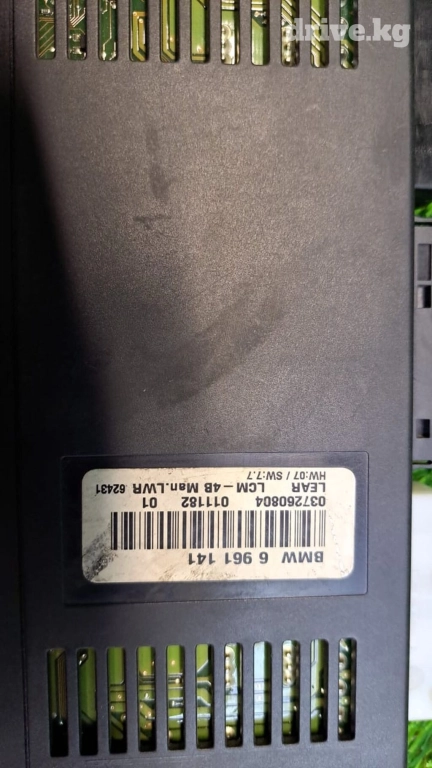 drive.kg
BMW 6 961 141
037260804 011182 01
LEAR LCM-4B Man.LWR 62431
HW:07 / SW:7.7